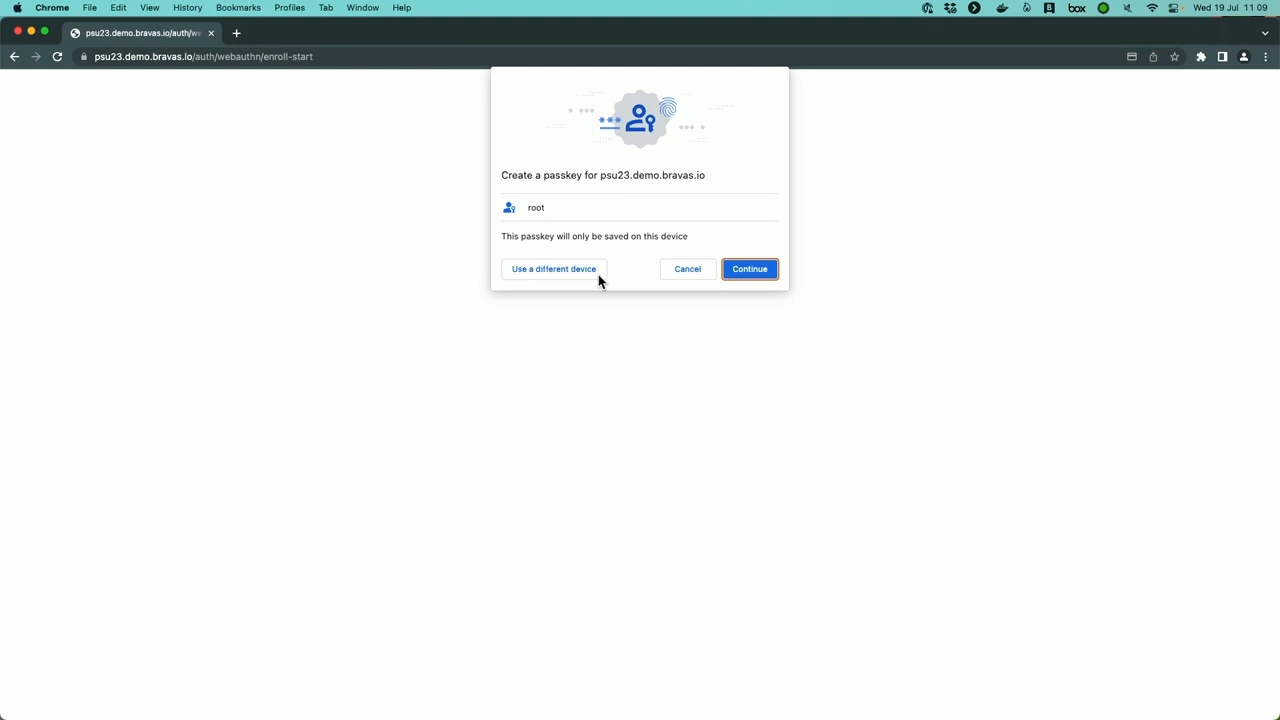 Chrome File Edit View History Bookmarks Profiles Tab Window Help box Wed 19 Jul 11 09
psu23.demo.bravas.io/auth/we
psu23.demo.bravas.io/auth/webauthn/enroll-start
***
Create a passkey for psu23.demo.bravas.io
root
This passkey will only be saved on this device
Use a different device Cancel Continue